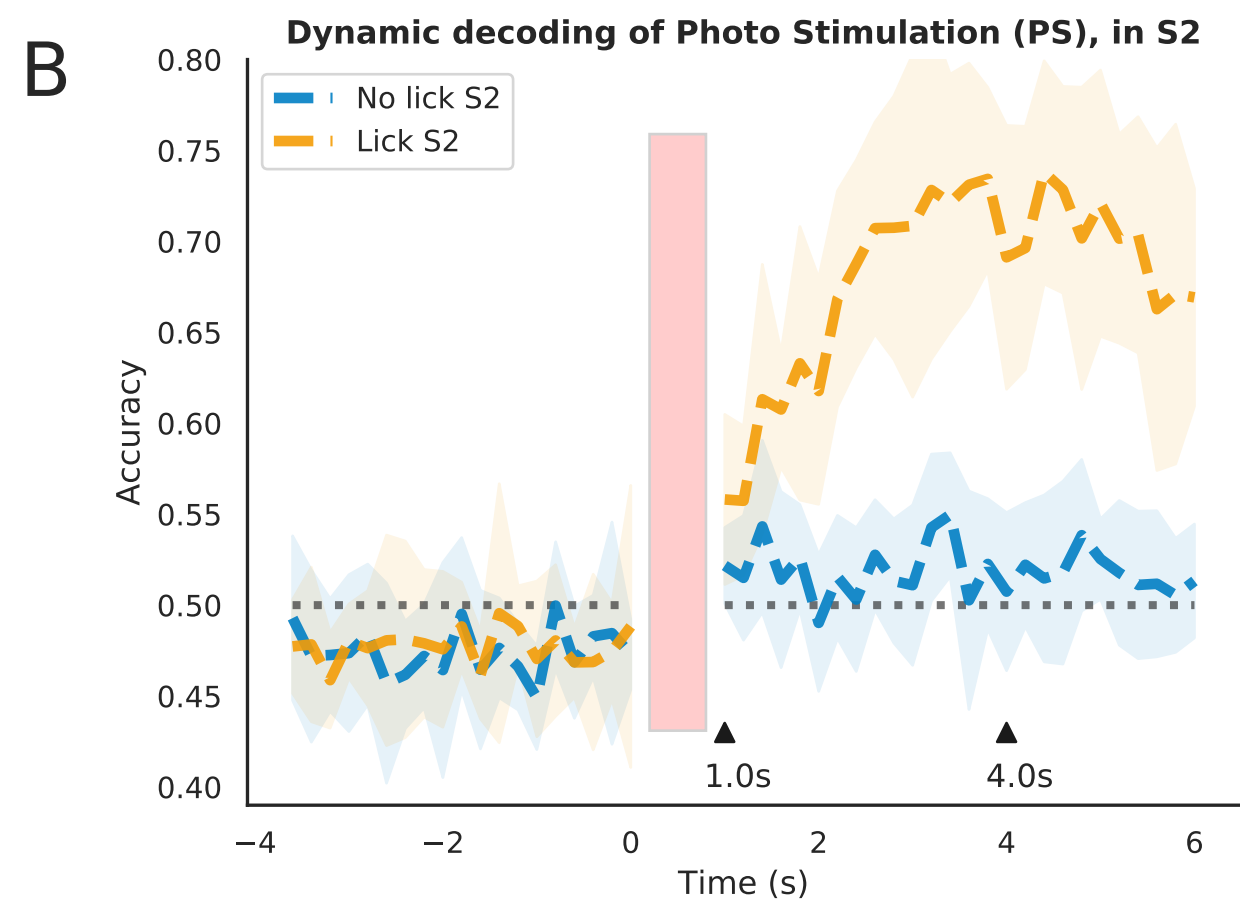 B
Dynamic decoding of Photo Stimulation (PS), in S2
No lick S2
Lick S2
0.80
0.75
0.70
0.65
0.60
0.55
0.50
0.45
0.40
Accuracy
1.0s
4.0s
−4
−2
0
2
4
6
Time (s)